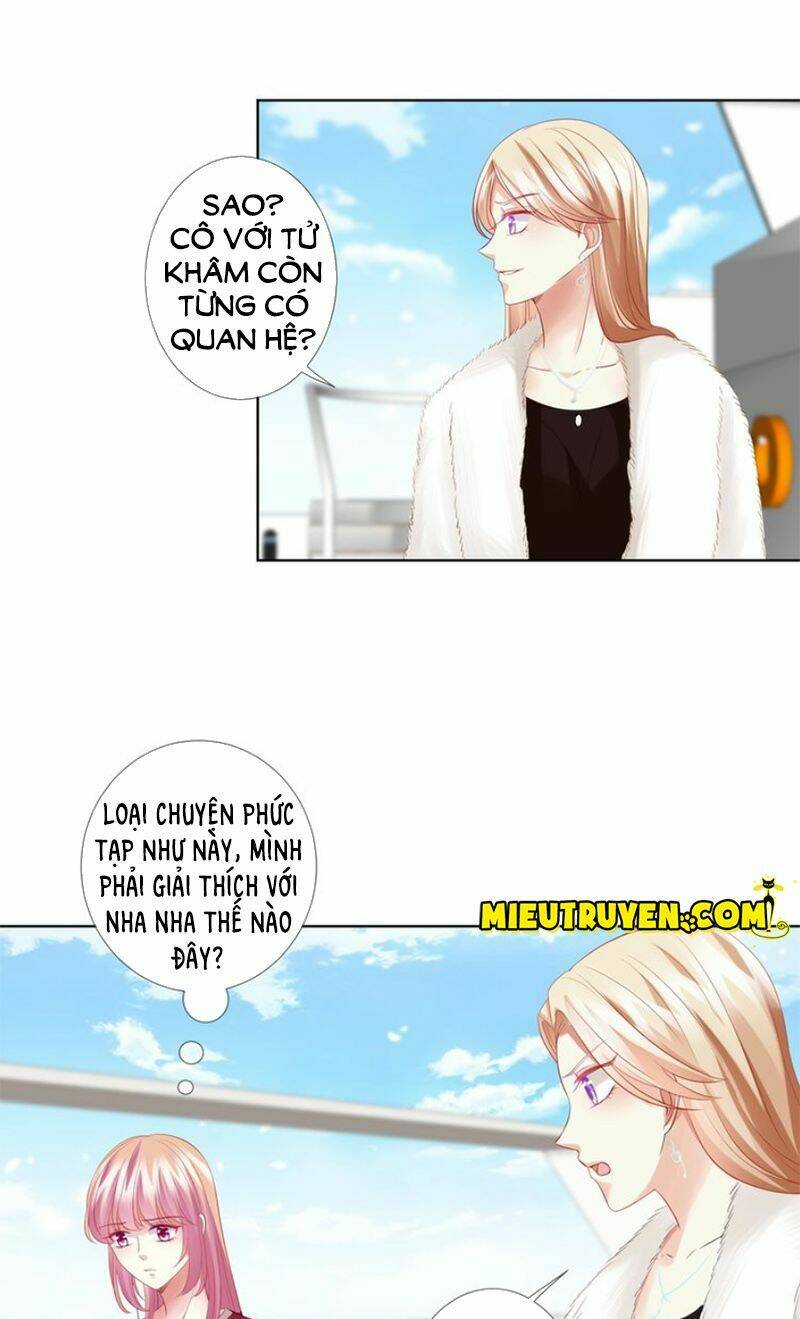 SAO?
CÔ VỚI TỬ
KHÂM CÒN
TỪNG CÓ
QUAN HỆ?
LOẠI CHUYỆN PHỨC
TẠP NHƯ NÀY, MÌNH
PHẢI GIẢI THÍCH VỚI
NHA NHA THẾ NÀO
ĐÂY?
MIEUTRUYEN.COM